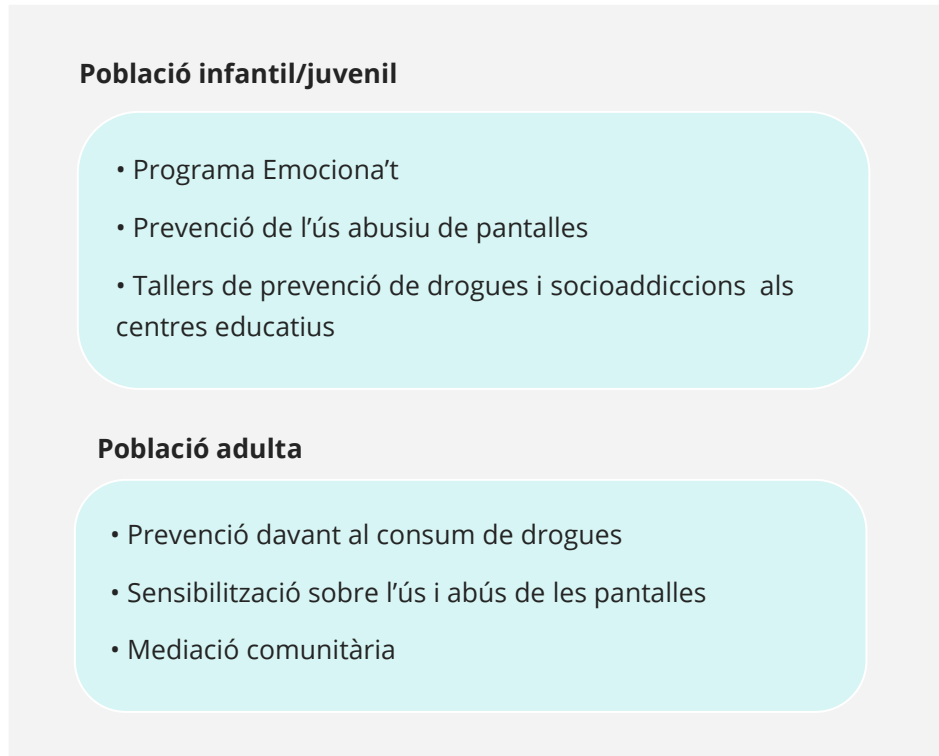 Població infantil/juvenil
• Programa Emociona’t
• Prevenció de l’ús abusiu de pantalles
• Tallers de prevenció de drogues i socioaddiccions  als
centres educatius
Població adulta
• Prevenció davant al consum de drogues
• Sensibilització sobre l’ús i abús de les pantalles
• Mediació comunitària